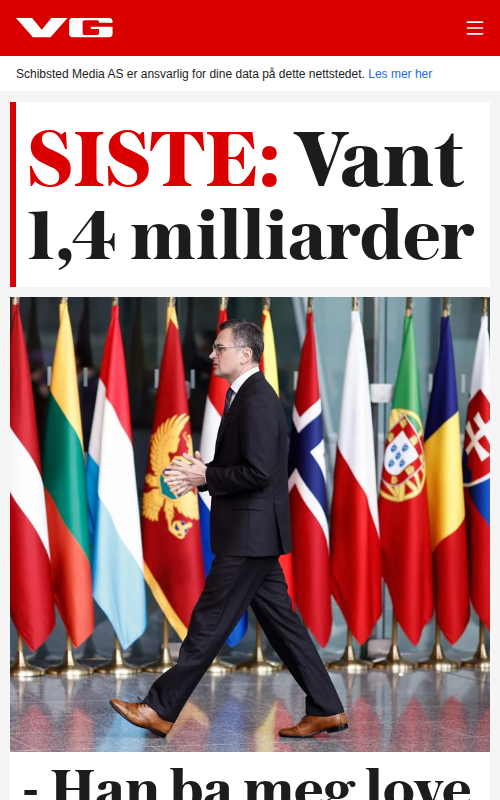 VG
Schibsted Media AS er ansvarlig for dine data på dette nettstedet. Les mer her
SISTE: Vant
1,4 milliarder
- Han ba meg love